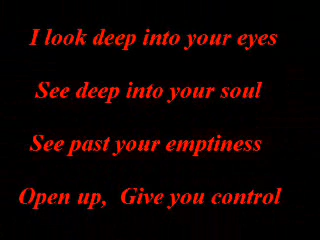 I look deep into your eyes
See deep into your soul
See past your emptiness
Open up, Give you control